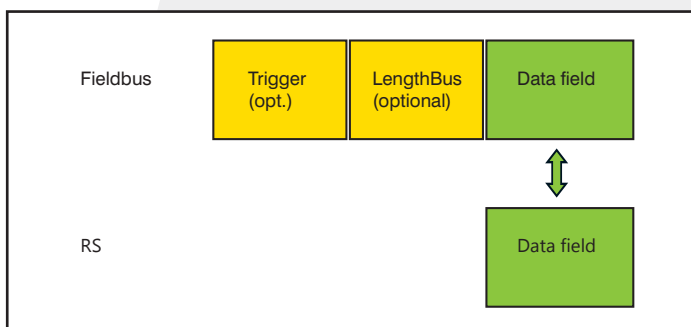 Fieldbus
Trigger
(opt.)
LengthBus
(optional)
Data field
RS
Data field